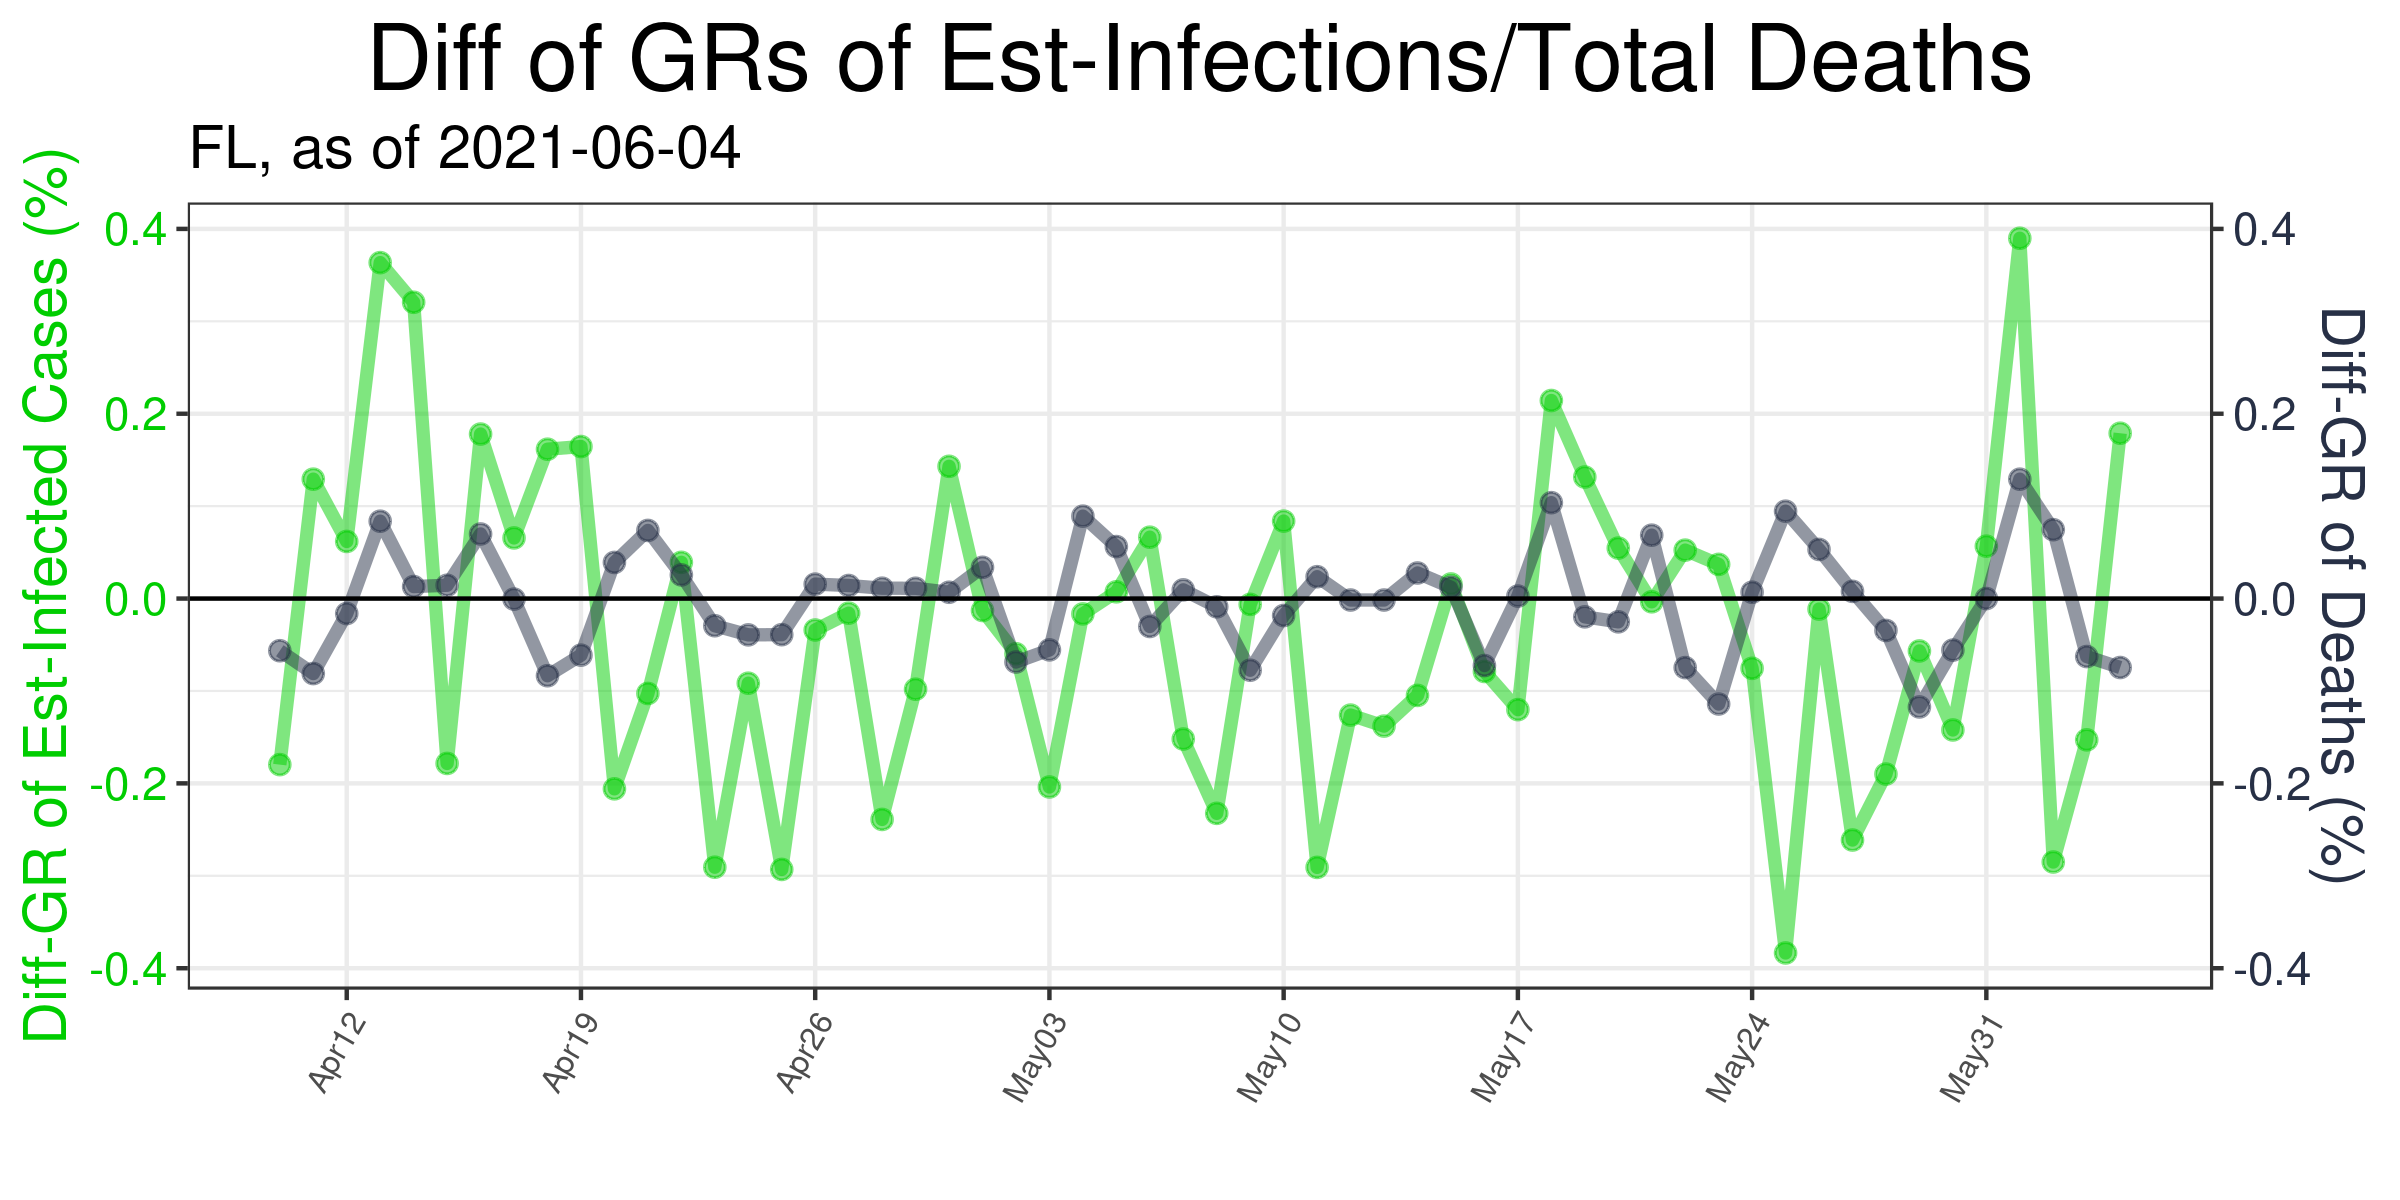 Diff of GRs of Est-Infections/Total Deaths
FL, as of 2021-06-04
Diff-GR of Est-Infected Cases (%)
0.4
0.2
0.0
-0.2
-0.4
0.4
0.2
0.0
-0.2
-0.4
Diff-GR of Deaths (%)
Apr12
Apr19
Apr26
May03
May10
May17
May24
May31